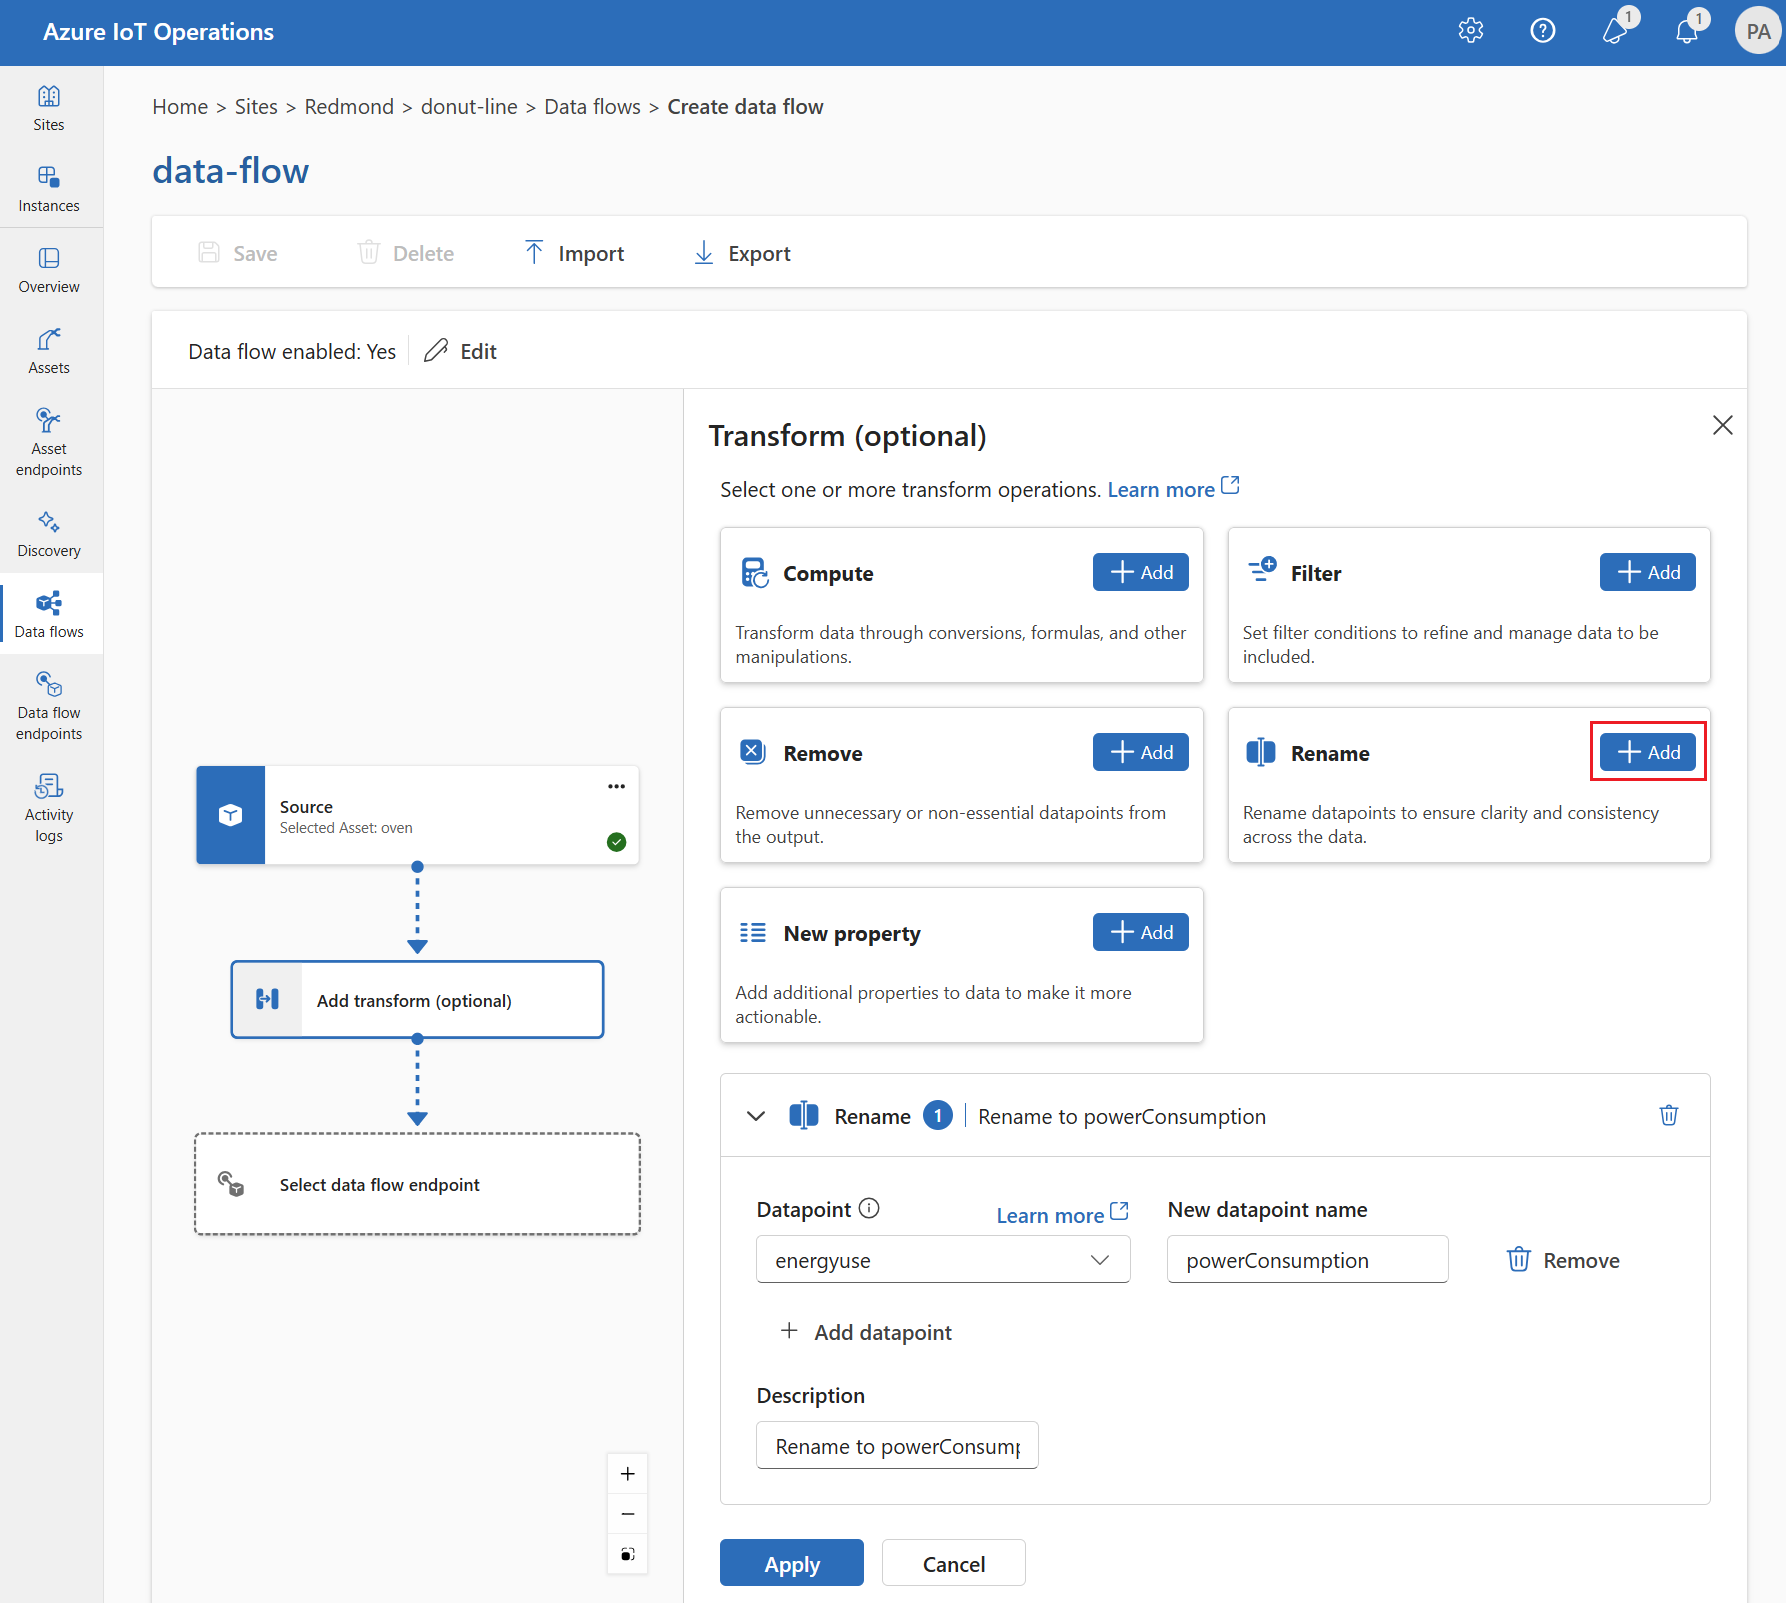 Azure IoT Operations
1
1
PA
Sites
Instances
Overview
Assets
Asset
endpoints
Discovery
Data flows
Data flow
endpoints
Activity
logs
Home > Sites > Redmond > donut-line > Data flows > Create data flow
data-flow
Save
Delete
Import
Export
Data flow enabled: Yes
Edit
Source
Selected Asset: oven
Add transform (optional)
Select data flow endpoint
Transform (optional)
Select one or more transform operations. Learn more
Compute
Add
Transform data through conversions, formulas, and other
manipulations.
Filter
Add
Set filter conditions to refine and manage data to be
included.
Remove
Add
Remove unnecessary or non-essential datapoints from
the output.
Rename
Add
Rename datapoints to ensure clarity and consistency
across the data.
New property
Add
Add additional properties to data to make it more
actionable.
Rename 1 | Rename to powerConsumption
Datapoint
Learn more
New datapoint name
energyuse
powerConsumption
Remove
Add datapoint
Description
Rename to powerConsump
Apply
Cancel